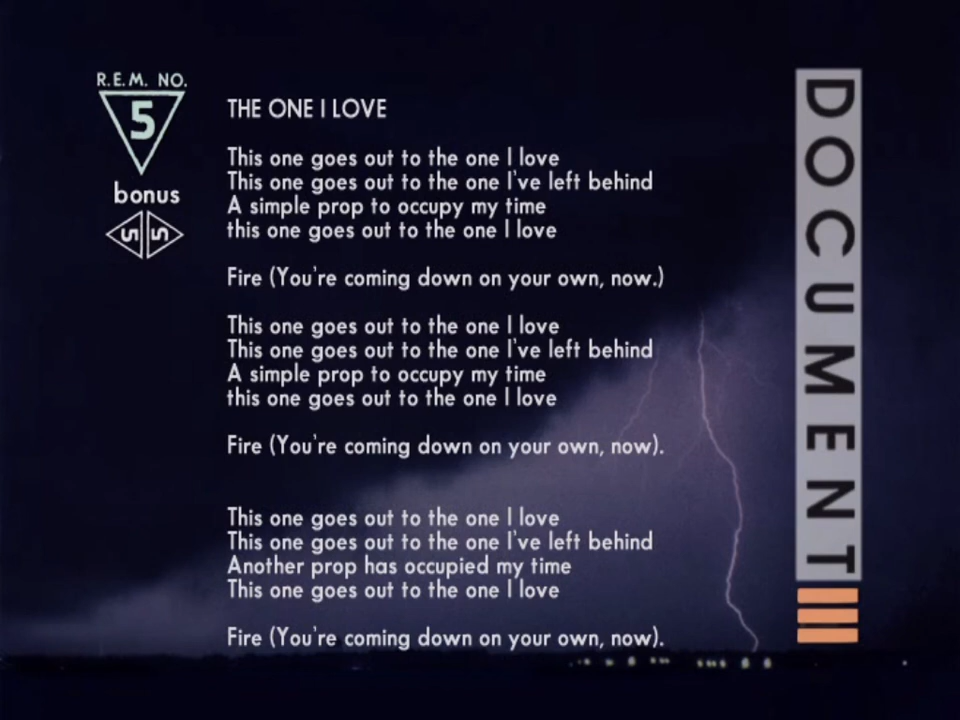 R.E.M. NO.
5
bonus
5 5
THE ONE I LOVE
This one goes out to the one I love
This one goes out to the one I've left behind
A simple prop to occupy my time
this one goes out to the one I love
Fire (You're coming down on your own, now.)
This one goes out to the one I love
This one goes out to the one I've left behind
A simple prop to occupy my time
this one goes out to the one I love
Fire (You're coming down on your own, now).
This one goes out to the one I love
This one goes out to the one I've left behind
Another prop has occupied my time
This one goes out to the one I love
Fire (You're coming down on your own, now).
DOCUMENT